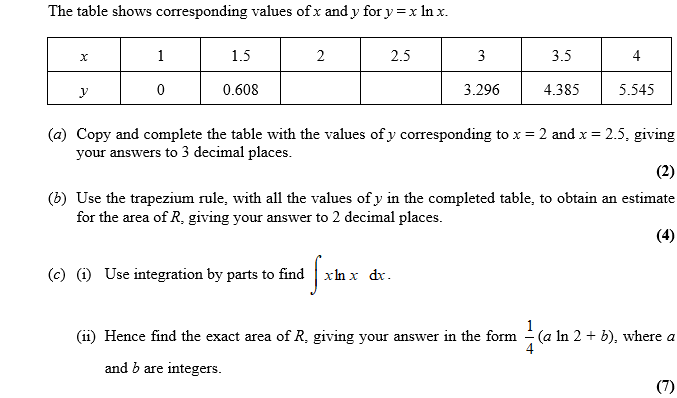 The table shows corresponding values of x and y for y = x ln x.
x 1 1.5 2 2.5 3 3.5 4
y 0 0.608 3.296 4.385 5.545
(a) Copy and complete the table with the values of y corresponding to x = 2 and x = 2.5, giving
your answers to 3 decimal places.
(2)
(b) Use the trapezium rule, with all the values of y in the completed table, to obtain an estimate
for the area of R, giving your answer to 2 decimal places.
(4)
(c) (i) Use integration by parts to find ∫ x ln x dx.
(ii) Hence find the exact area of R, giving your answer in the form 1/4 (a ln 2 + b), where a
and b are integers.
(7)